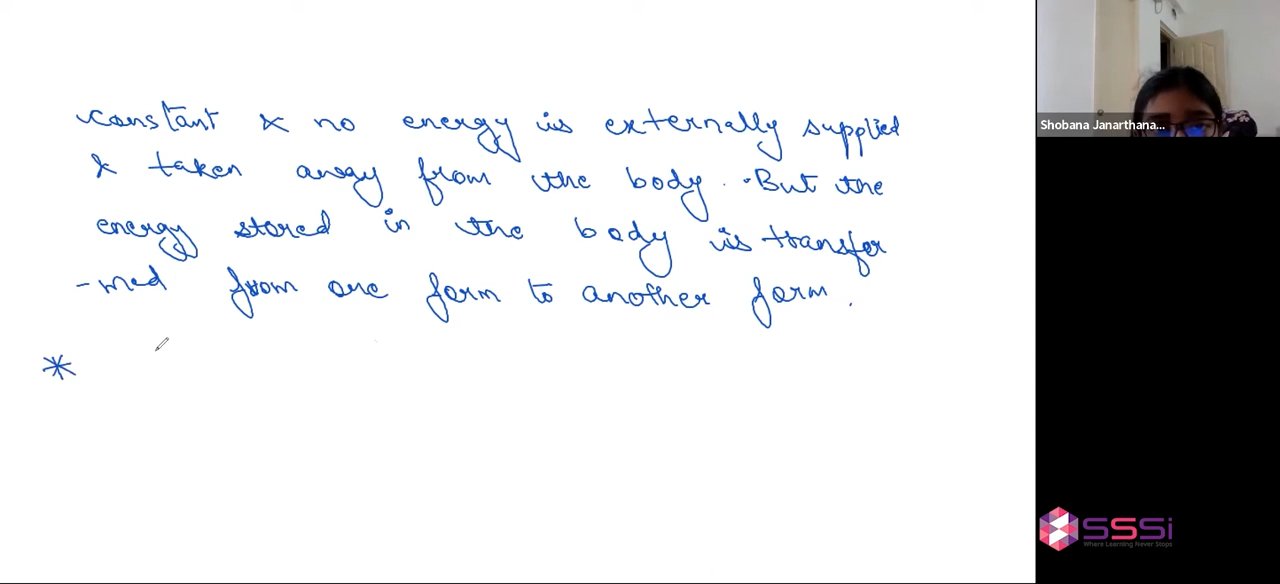 constant & no energy is externally supplied
& taken away from the body. But the
energy stored in the body is transfor
-med from one form to another form.
*
Shobana Janarthana...
SSSi
Where Learning Never Stops